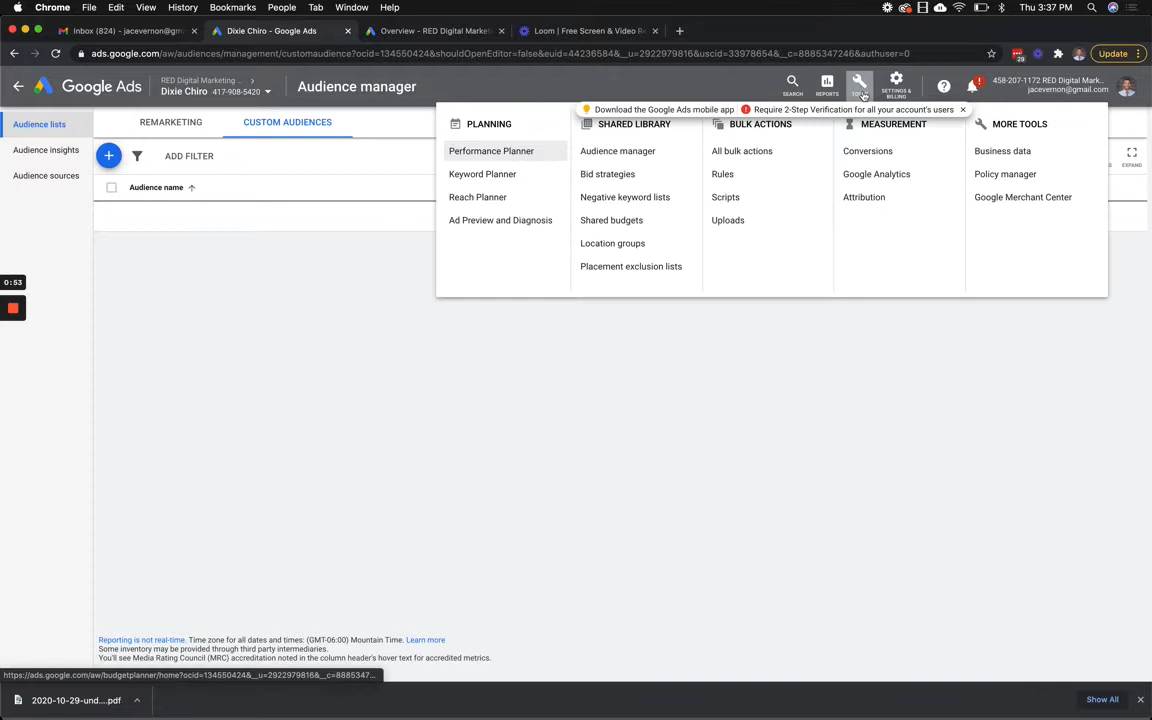 Chrome File Edit View History Bookmarks People Tab Window Help Thu 3:37 PM
Inbox (824) - jacevernon@gm Dixie Chiro - Google Ads Overview - RED Digital Market Loom | Free Screen & Video Re
ads.google.com/aw/audiences/management/customaudience?ocid=134550424&shouldOpenEditor=false&euid=44236584&__u=2922979816&uscid=33978654&__c=8885347246&authuser=0 29 Update
Google Ads
RED Digital Marketing ...
Dixie Chiro 417-908-5420
Audience manager
SEARCH REPORTS SETTINGS & BILLING
458-207-1172 RED Digital Mark..
jacevernon@gmail.com
Download the Google Ads mobile app Require 2-Step Verification for all your account's users
Audience lists
Audience insights
Audience sources
REMARKETING CUSTOM AUDIENCES
ADD FILTER
EXPAND
Audience name
PLANNING
Performance Planner
Keyword Planner
Reach Planner
Ad Preview and Diagnosis
SHARED LIBRARY
Audience manager
Bid strategies
Negative keyword lists
Shared budgets
Location groups
Placement exclusion lists
BULK ACTIONS
All bulk actions
Rules
Scripts
Uploads
MEASUREMENT
Conversions
Google Analytics
Attribution
MORE TOOLS
Business data
Policy manager
Google Merchant Center
0:53
Reporting is not real-time. Time zone for all dates and times: (GMT-06:00) Mountain Time. Learn more
Some inventory may be provided through third party intermediaries.
You'll see Media Rating Council (MRC) accreditation noted in the column header's hover text for accredited metrics.
https://ads.google.com/aw/budgetplanner/home?ocid=134550424&__u=2922979816&__c=8885347...
2020-10-29-und....pdf Show All